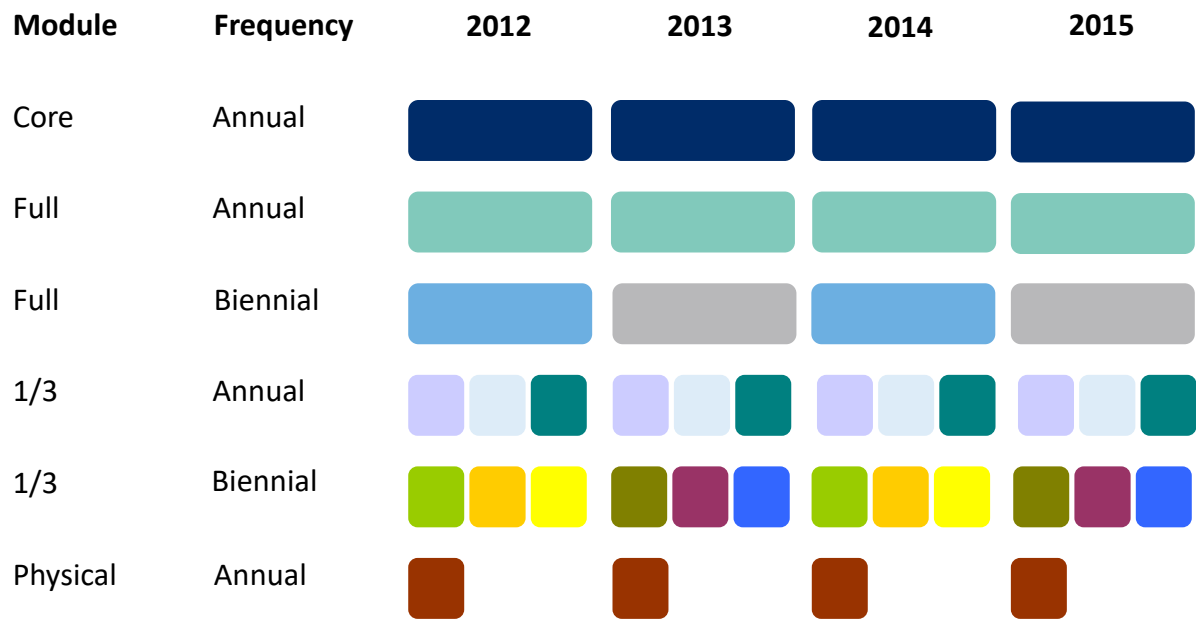 Module Frequency 2012 2013 2014 2015
Core Annual
Full Annual
Full Biennial
1/3 Annual
1/3 Biennial
Physical Annual